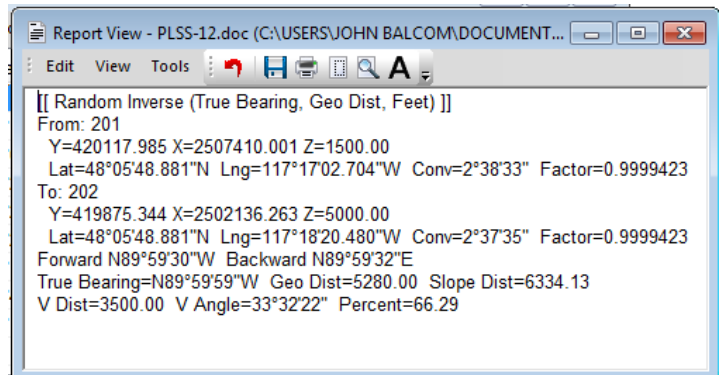 Report View - PLSS-12.doc (C:\USERS\JOHN BALCOM\DOCUMENT...
Edit View Tools A
[[ Random Inverse (True Bearing, Geo Dist, Feet) ]]
From: 201
Y=420117.985 X=2507410.001 Z=1500.00
Lat=48°05'48.881"N Lng=117°17'02.704"W Conv=2°38'33" Factor=0.9999423
To: 202
Y=419875.344 X=2502136.263 Z=5000.00
Lat=48°05'48.881"N Lng=117°18'20.480"W Conv=2°37'35" Factor=0.9999423
Forward N89°59'30"W Backward N89°59'32"E
True Bearing=N89°59'59"W Geo Dist=5280.00 Slope Dist=6334.13
V Dist=3500.00 V Angle=33°32'22" Percent=66.29